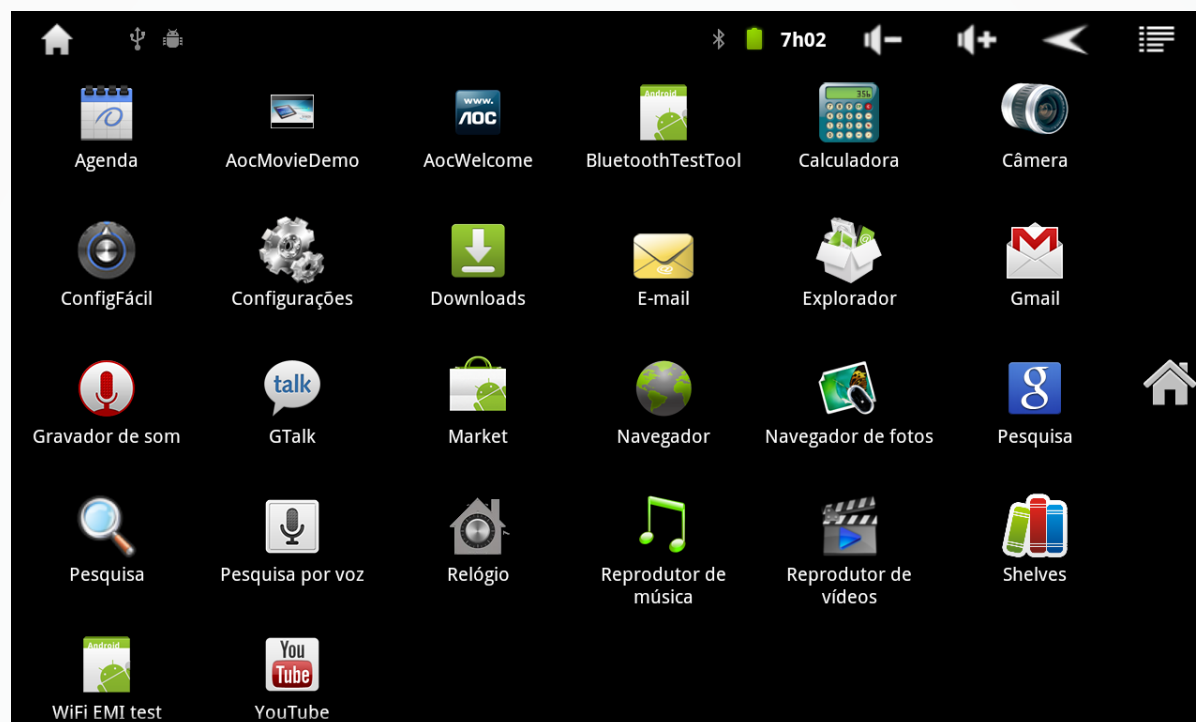 7h02
www.
AOC
Android
356
Agenda
AocMovieDemo
AocWelcome
BluetoothTestTool
Calculadora
Câmera
ConfigFácil
Configurações
Downloads
E-mail
Explorador
Gmail
talk
g
Gravador de som
GTalk
Market
Navegador
Navegador de fotos
Pesquisa
Pesquisa
Pesquisa por voz
Relógio
Reprodutor de
música
Reprodutor de
vídeos
Shelves
Android
You
Tube
WiFi EMI test
YouTube